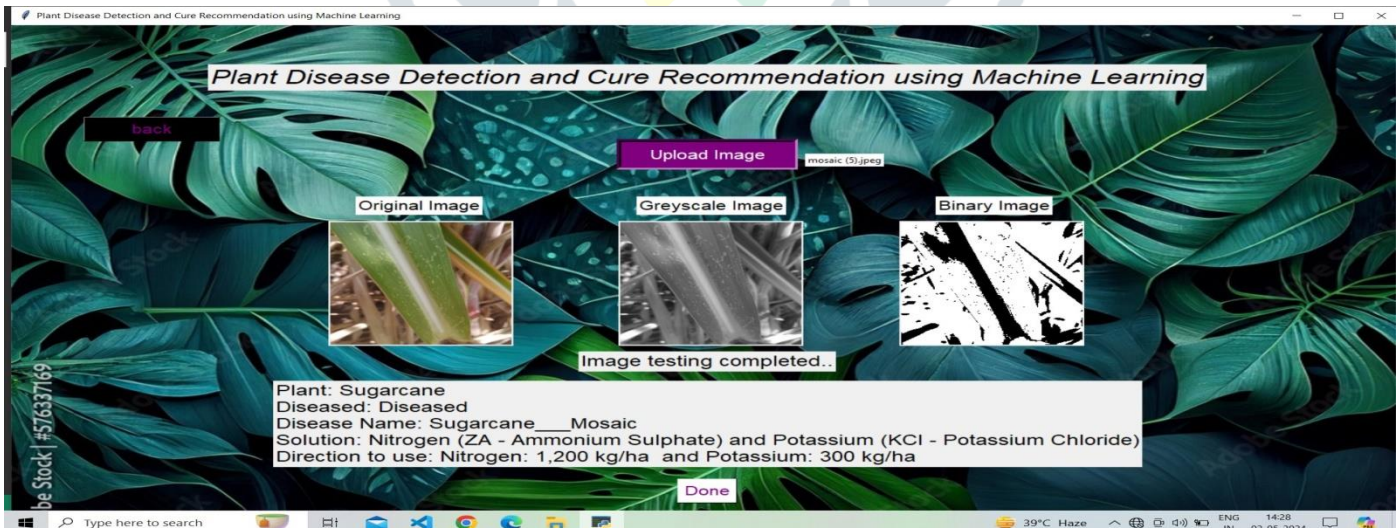 Plant Disease Detection and Cure Recommendation using Machine Learning
Plant Disease Detection and Cure Recommendation using Machine Learning
back
Upload Image
mosaic (5).jpeg
Original Image
Greyscale Image
Binary Image
Image testing completed..
Plant: Sugarcane
Diseased: Diseased
Disease Name: Sugarcane___Mosaic
Solution: Nitrogen (ZA - Ammonium Sulphate) and Potassium (KCl - Potassium Chloride)
Direction to use: Nitrogen: 1,200 kg/ha and Potassium: 300 kg/ha
Done
be Stock | #576337169
Type here to search
39°C Haze
ENG
IN
14:28
02-05-2024